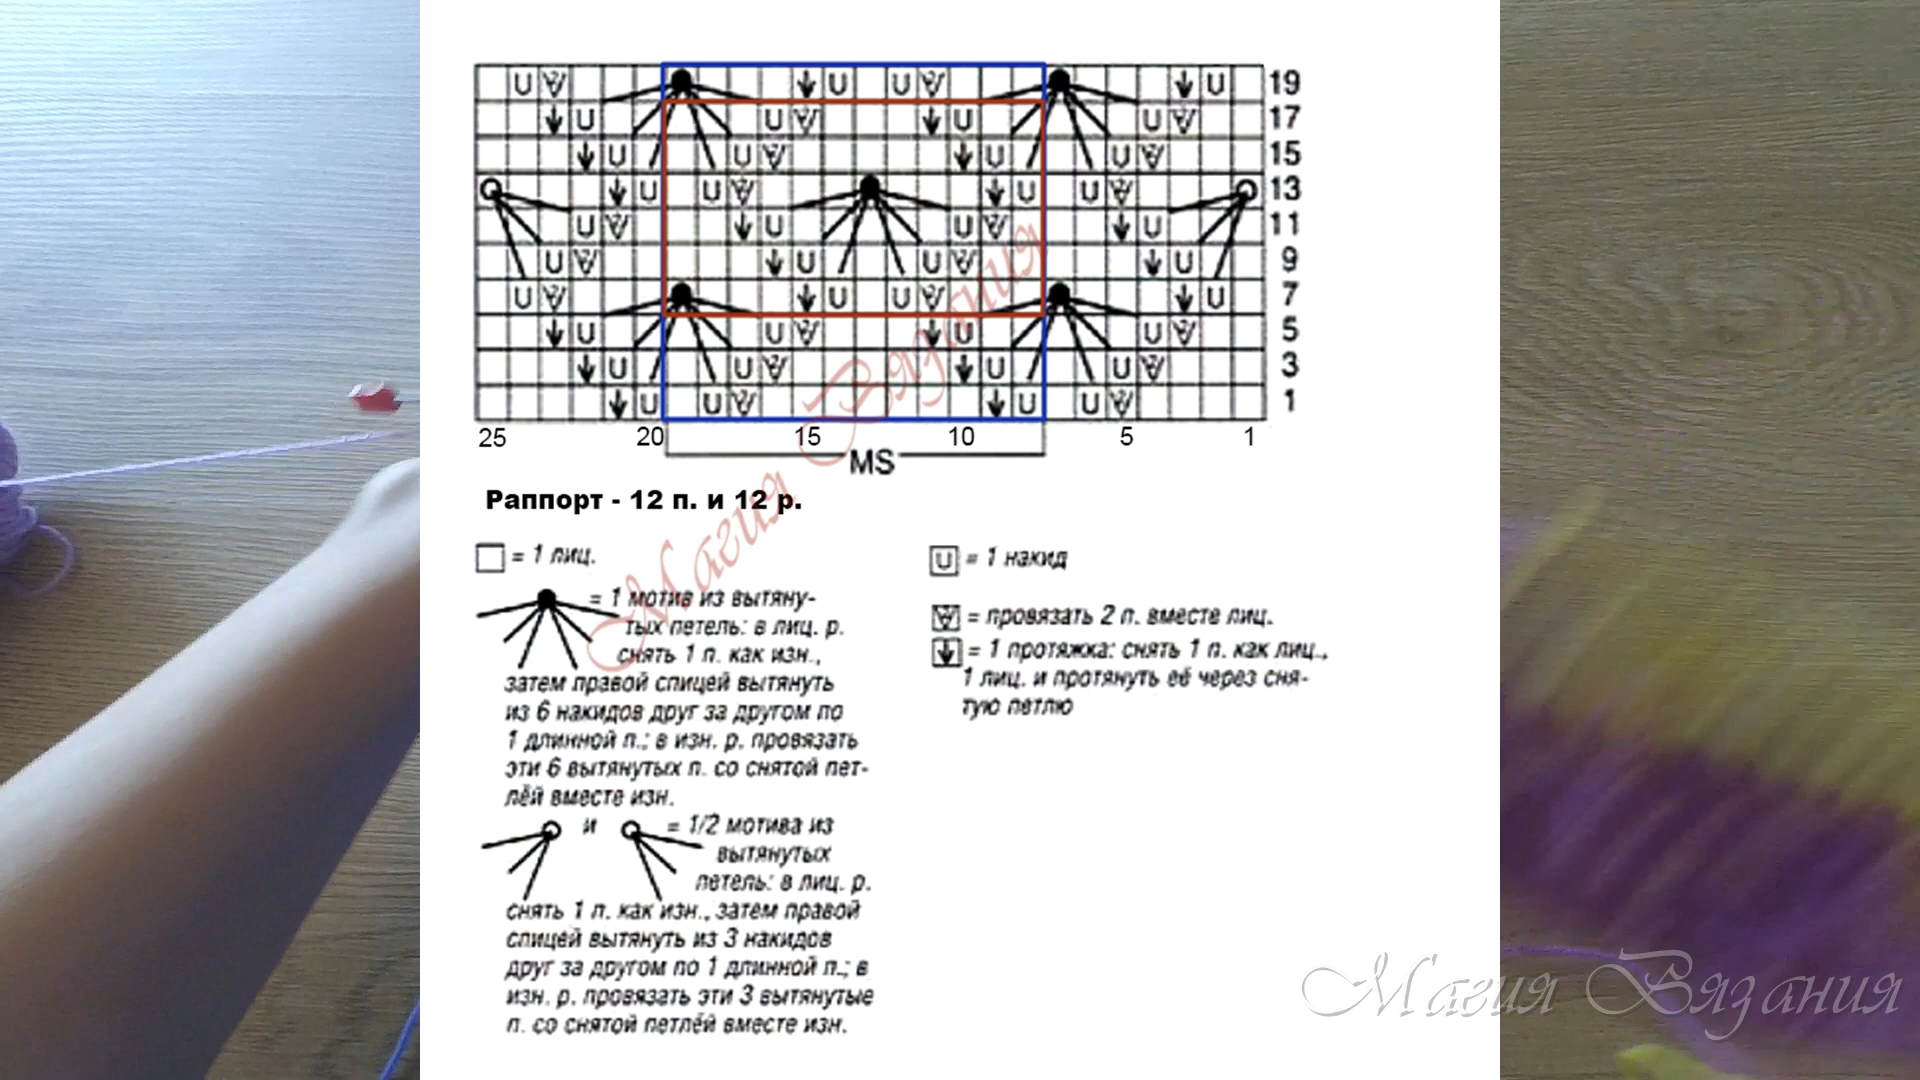 U U ↓ U U ↓ U 19
↓ U U ↓ U U 17
↓ U U ↓ U U 15
↓ U U ↓ U U 13
U ↓ U U ↓ U 11
U ↓ U U ↓ U 9
U ↓ U U ↓ U 7
↓ U U ↓ U U 5
↓ U U ↓ U U 3
↓ U U ↓ U U 1
25 20 15 10 5 1
MS
Раппорт - 12 п. и 12 р.
= 1 лиц.
= 1 мотив из вытяну-
тых петель: в лиц. р.
снять 1 п. как изн.,
затем правой спицей вытянуть
из 6 накидов друг за другом по
1 длинной п.; в изн. р. провязать
эти 6 вытянутых п. со снятой пет-
лёй вместе изн.
и = 1/2 мотива из
вытянутых
петель: в лиц. р.
снять 1 п. как изн., затем правой
спицей вытянуть из 3 накидов
друг за другом по 1 длинной п.; в
изн. р. провязать эти 3 вытянутые
п. со снятой петлёй вместе изн.
U = 1 накид
= провязать 2 п. вместе лиц.
↓ = 1 протяжка: снять 1 п. как лиц.,
1 лиц. и протянуть её через сня-
тую петлю
Магия Вязания
Магия Вязания